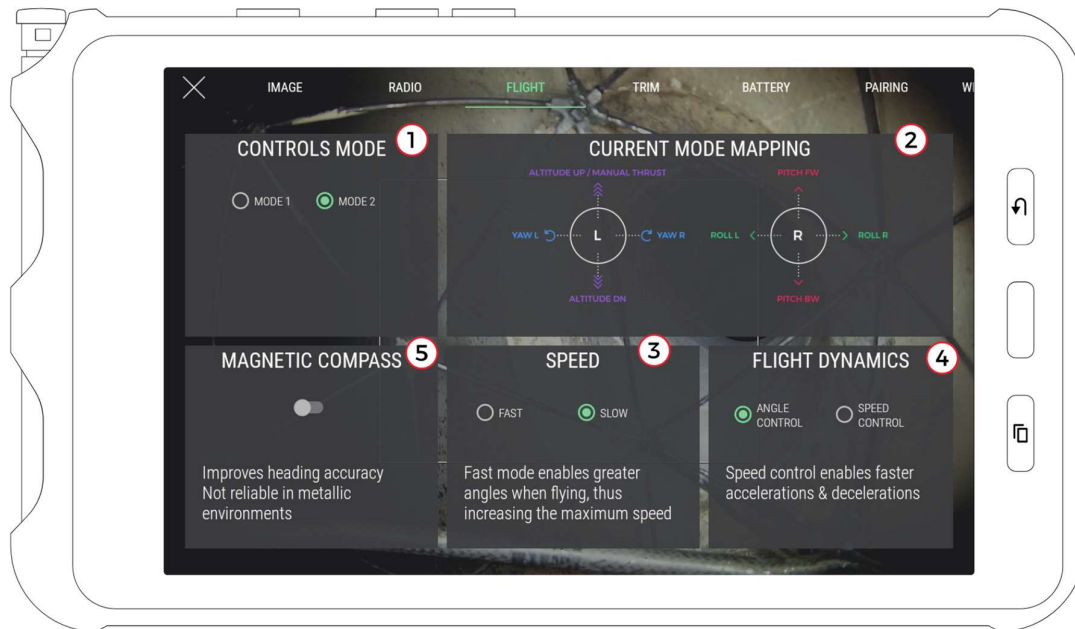 IMAGE RADIO FLIGHT TRIM BATTERY PAIRING
CONTROLS MODE 1
MODE 1 MODE 2
CURRENT MODE MAPPING 2
ALTITUDE UP / MANUAL THRUST
YAW L L YAW R
ALTITUDE DN
PITCH FW
ROLL L R ROLL R
PITCH BW
MAGNETIC COMPASS 5
Improves heading accuracy
Not reliable in metallic
environments
SPEED 3
FAST SLOW
Fast mode enables greater
angles when flying, thus
increasing the maximum speed
FLIGHT DYNAMICS 4
ANGLE
CONTROL
SPEED
CONTROL
Speed control enables faster
accelerations & decelerations